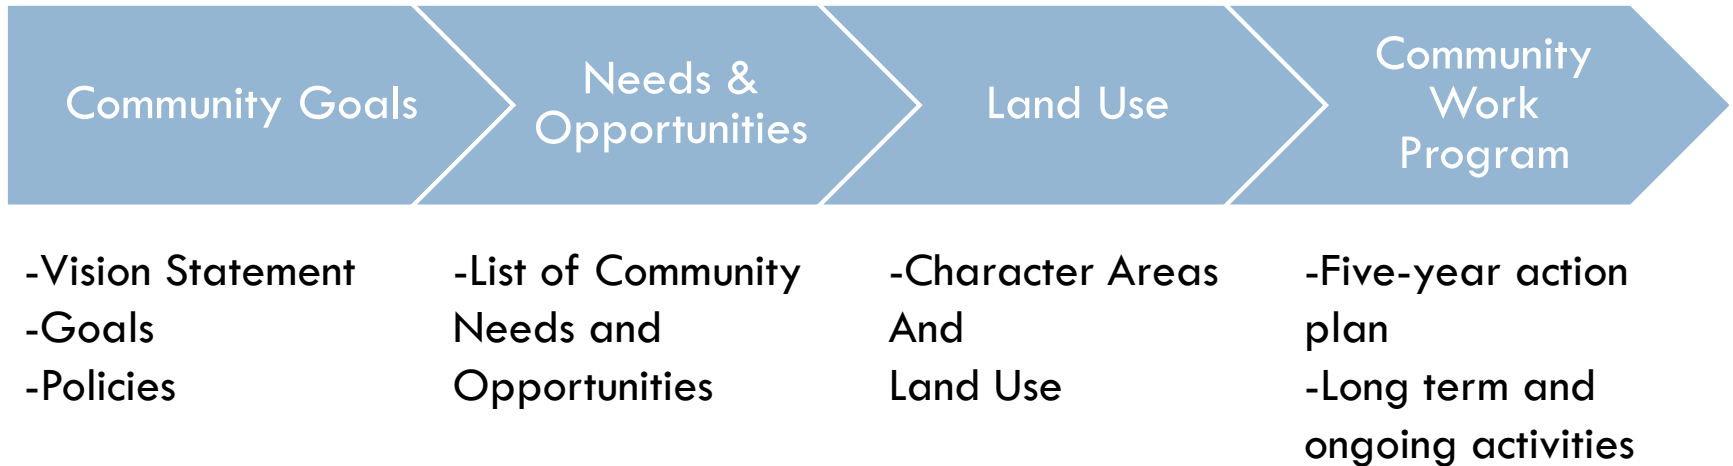 Community Goals
Needs &
Opportunities
Land Use
Community
Work
Program
-Vision Statement
-Goals
-Policies
-List of Community
Needs and
Opportunities
-Character Areas
And
Land Use
-Five-year action
plan
-Long term and
ongoing activities